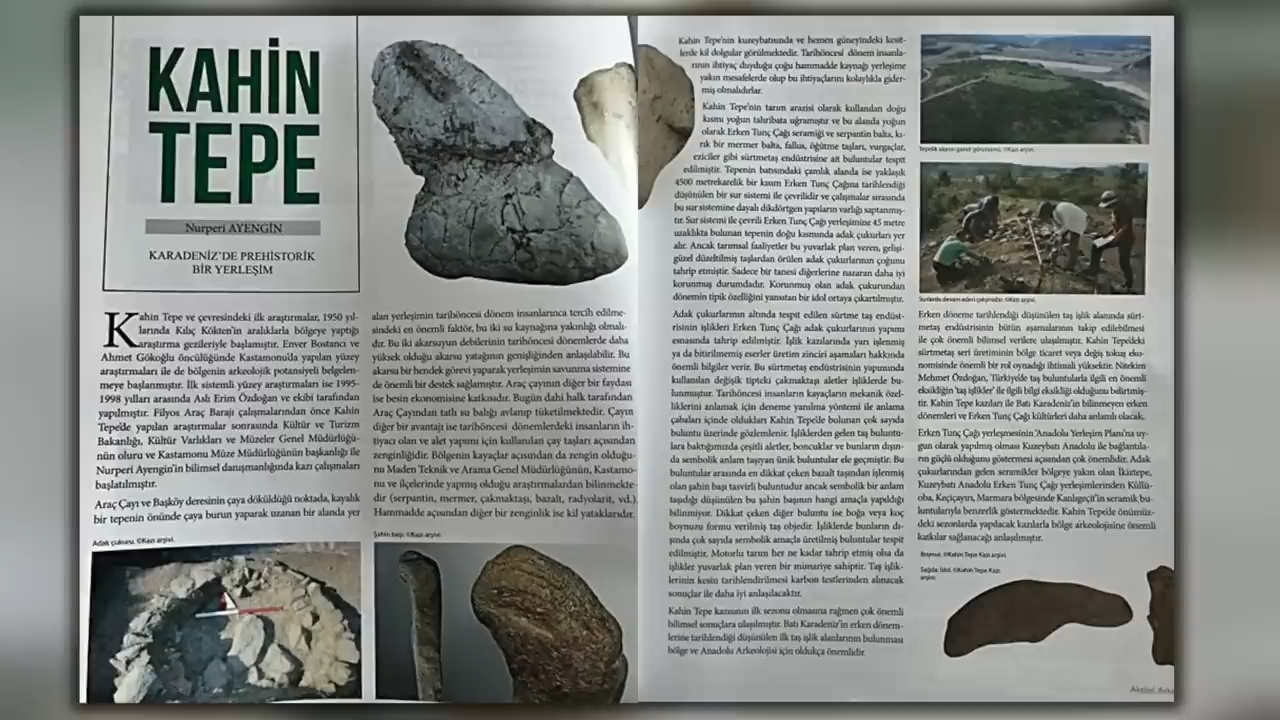 KAHİN
TEPE
Nurperi AYENGİN
KARADENİZ'DE PREHİSTORİK
BİR YERLEŞİM
Kahin Tepe ve çevresindeki ilk araştırmalar, 1950 yıl-
larında Kılıç Kökten'in aralıklarla bölgeye yaptığı
araştırma gezileriyle başlamıştır. Enver Bostancı ve
Ahmet Gökoğlu öncülüğünde Kastamonu'da yapılan yüzey
araştırmaları ile de bölgenin arkeolojik potansiyeli belgelen-
meye başlanmıştır. İlk sistemli yüzey araştırmaları ise 1995-
1998 yılları arasında Aslı Erim Özdoğan ve ekibi tarafından
yapılmıştır. Filyos Araç Barajı çalışmalarından önce Kahin
Tepe'de yapılan araştırmalar sonrasında Kültür ve Turizm
Bakanlığı, Kültür Varlıkları ve Müzeler Genel Müdürlüğü-
nün oluru ve Kastamonu Müze Müdürlüğünün başkanlığı ile
Nurperi Ayengin'in bilimsel danışmanlığında kazı çalışmaları
başlatılmıştır.
Araç Çayı ve Başköy deresinin çaya döküldüğü noktada, kayalık
bir tepenin önünde çaya burun yaparak uzanan bir alanda yer
Adak çukuru. ©Kazı arşivi.
alan yerleşimin tarihöncesi dönem insanlarınca tercih edilme-
sindeki en önemli faktör, bu iki su kaynağına yakınlığı olmalı-
dır. Bu iki akarsuyun debilerinin tarihöncesi dönemlerde daha
yüksek olduğu akarsu yatağının genişliğinden anlaşılabilir. Bu
akarsu bir hendek görevi yaparak yerleşimin savunma sistemine
de önemli bir destek sağlamıştır. Araç çayının diğer bir faydası
ise besin ekonomisine katkısıdır. Bugün dahi halk tarafından
Araç Çayından tatlı su balığı avlanıp tüketilmektedir. Çayın
diğer bir avantajı ise tarihöncesi dönemlerdeki insanların ih-
tiyacı olan ve alet yapımı için kullanılan çay taşları açısından
zenginliğidir. Bölgenin kayaçlar açısından da zengin olduğu-
nu Maden Teknik ve Arama Genel Müdürlüğünün, Kastamo-
nu ve ilçelerinde yapmış olduğu araştırmalardan bilinmekte-
dir (serpantin, mermer, çakmaktaşı, bazalt, radyolarit, vd.).
Hammadde açısından diğer bir zenginlik ise kil yataklarıdır.
Şahin başı. ©Kazı arşivi.
Kahin Tepe'nin kuzeybatısında ve hemen güneyindeki kesit-
lerde kil dolgular görülmektedir. Tarihöncesi dönem insanla-
rının ihtiyaç duyduğu çoğu hammadde kaynağı yerleşime
yakın mesafelerde olup bu ihtiyaçlarını kolaylıkla gider-
miş olmalıdırlar.
Kahin Tepe'nin tarım arazisi olarak kullanılan doğu
kısmı yoğun tahribata uğramıştır ve bu alanda yoğun
olarak Erken Tunç Çağı seramiği ve serpantin balta, kı-
rık bir mermer balta, fallus, öğütme taşları, vurgaçlar,
eziciler gibi sürtmetaş endüstrisine ait buluntular tespit
edilmiştir. Tepenin batısındaki çamlık alanda ise yaklaşık
4500 metrekarelik bir kısım Erken Tunç Çağına tarihlendiği
düşünülen bir sur sistemi ile çevrilidir ve çalışmalar sırasında
bu sur sistemine dayalı dikdörtgen yapıların varlığı saptanmış-
tır. Sur sistemi ile çevrili Erken Tunç Çağı yerleşimine 45 metre
uzaklıkta bulunan tepenin doğu kısmında adak çukurları yer
alır. Ancak tarımsal faaliyetler bu yuvarlak plan veren, gelişi-
güzel düzeltilmiş taşlardan örülen adak çukurlarının çoğunu
tahrip etmiştir. Sadece bir tanesi diğerlerine nazaran daha iyi
korunmuş durumdadır. Korunmuş olan adak çukurundan
dönemin tipik özelliğini yansıtan bir idol ortaya çıkartılmıştır.
Adak çukurlarının altında tespit edilen sürtme taş endüst-
risinin işlikleri Erken Tunç Çağı adak çukurlarının yapımı
esnasında tahrip edilmiştir. İşlik kazılarında yarı işlenmiş
ya da bitirilmemiş eserler üretim zinciri aşamaları hakkında
önemli bilgiler verir. Bu sürtmetaş endüstrisinin yapımında
kullanılan değişik tipteki çakmaktaşı aletler işliklerde bu-
lunmuştur. Tarihöncesi insanların kayaçların mekanik özel-
liklerini anlamak için deneme yanılma yöntemi ile anlama
çabaları içinde oldukları Kahin Tepe'de bulunan çok sayıda
buluntu üzerinde gözlemlenir. İşliklerden gelen taş buluntu-
lara baktığımızda çeşitli aletler, boncuklar ve bunların dışın-
da sembolik anlam taşıyan ünik buluntular ele geçmiştir. Bu
buluntular arasında en dikkat çeken bazalt taşından işlenmiş
olan şahin başı tasvirli buluntudur ancak sembolik bir anlam
taşıdığı düşünülen bu şahin başının hangi amaçla yapıldığı
bilinmiyor. Dikkat çeken diğer buluntu ise boğa veya koç
boynuzu formu verilmiş taş objedir. İşliklerde bunların dı-
şında çok sayıda sembolik amaçla üretilmiş buluntular tespit
edilmiştir. Motorlu tarım her ne kadar tahrip etmiş olsa da
işlikler yuvarlak plan veren bir mimariye sahiptir. Taş işlik-
lerinin kesin tarihlendirilmesi karbon testlerinden alınacak
sonuçlar ile daha iyi anlaşılacaktır.
Kahin Tepe kazısının ilk sezonu olmasına rağmen çok önemli
bilimsel sonuçlara ulaşılmıştır. Batı Karadeniz'in erken dönem-
lerine tarihlendiği düşünülen ilk taş işlik alanlarının bulunması
bölge ve Anadolu Arkeolojisi için oldukça önemlidir.
Tepelik alanın genel görünümü. ©Kazı arşivi.
Surlarda devam eden çalışmalar. ©Kazı arşivi.
Erken döneme tarihlendiği düşünülen taş işlik alanında sürt-
metaş endüstrisinin bütün aşamalarının takip edilebilmesi
ile çok önemli bilimsel verilere ulaşılmıştır. Kahin Tepe'deki
sürtmetaş seri üretiminin bölge ticaret veya değiş tokuş eko-
nomisinde önemli bir rol oynadığı ihtimali yüksektir. Nitekim
Mehmet Özdoğan, Türkiye'de taş buluntularla ilgili en önemli
eksikliğin 'taş işlikler' ile ilgili bilgi eksikliği olduğunu belirtmiş-
tir. Kahin Tepe kazıları ile Batı Karadeniz'in bilinmeyen erken
dönemleri ve Erken Tunç Çağı kültürleri daha anlamlı olacak.
Erken Tunç Çağı yerleşmesinin 'Anadolu Yerleşim Planı'na uy-
gun olarak yapılmış olması Kuzeybatı Anadolu ile bağlantıla-
rın güçlü olduğunu göstermesi açısından çok önemlidir. Adak
çukurlarından gelen seramikler bölgeye yakın olan İkiztepe,
Kuzeybatı Anadolu Erken Tunç Çağı yerleşimlerinden Küllü-
oba, Keçiçayırı, Marmara bölgesinde Kanlıgeçit'in seramik bu-
luntularıyla benzerlik göstermektedir. Kahin Tepe'de önümüz-
deki sezonlarda yapılacak kazılarla bölge arkeolojisine önemli
katkılar sağlanacağı anlaşılmıştır.
Boynuz. ©Kahin Tepe Kazı arşivi.
Sağda: ©Kahin Tepe Kazı
arşivi.
Aktüel